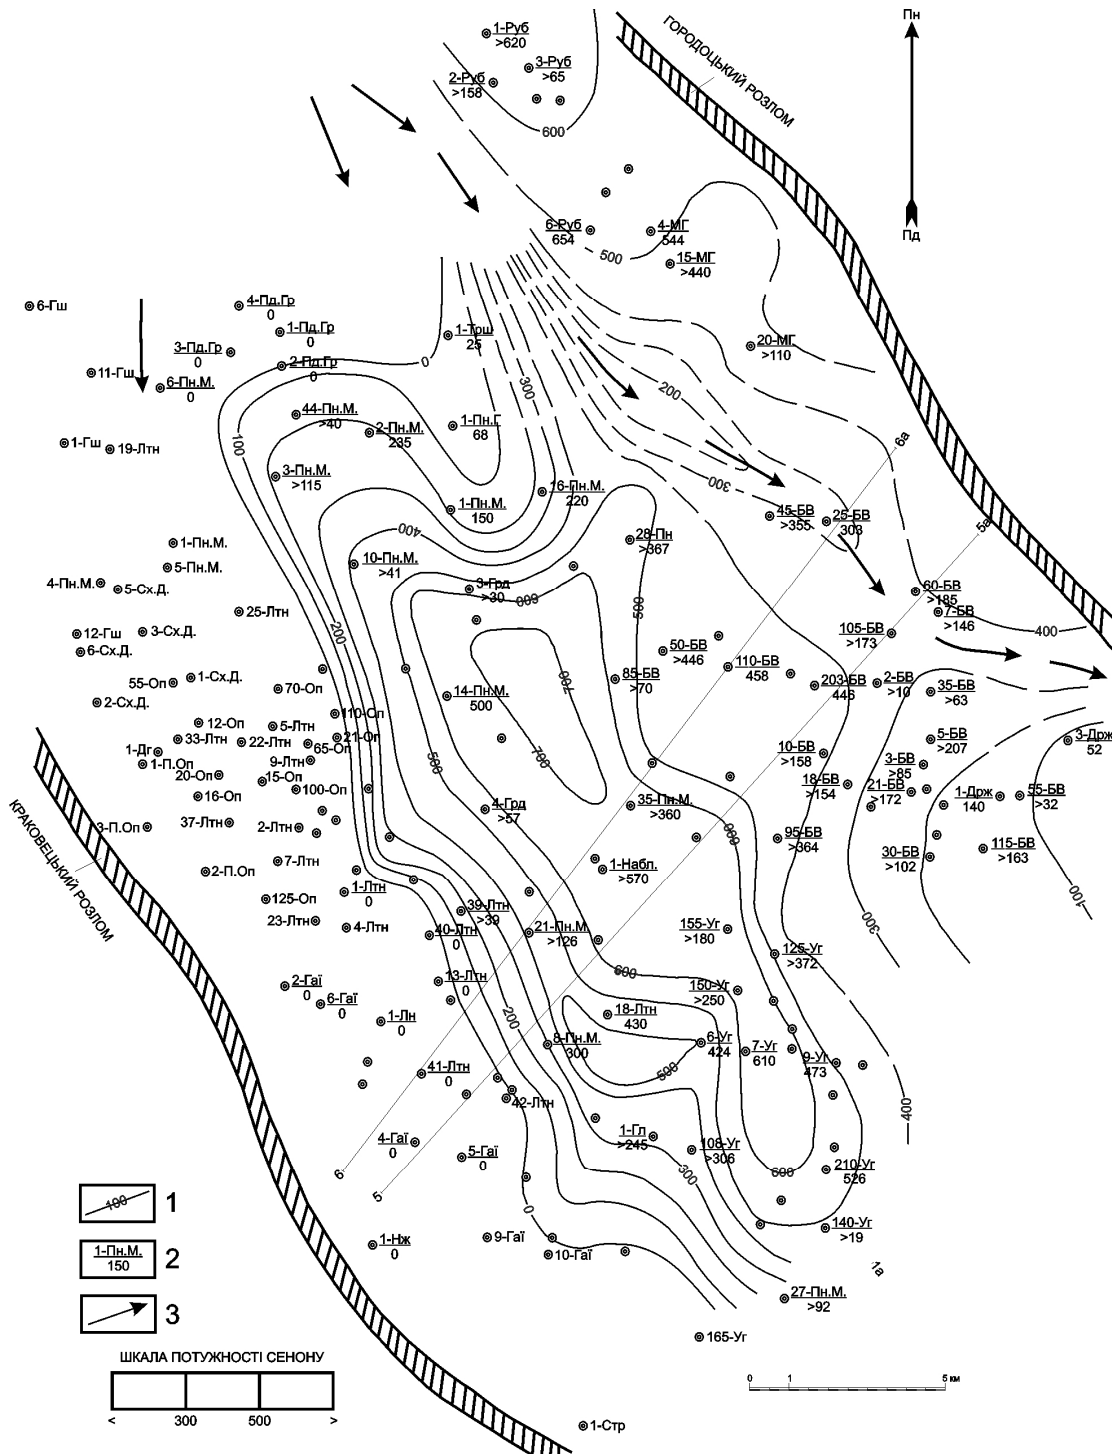 Пн
1-Руб
>620
3-Руб
>65
2-Руб
>158
ГОРОДОЦЬКИЙ РОЗЛОМ
600
Пд
6-Руб
654
4-МГ
544
500
15-МГ
>440
6-Гш
4-Пд.Гр
0
1-Пд.Гр
0
1-Трш
25
20-МГ
>110
3-Пд.Гр
0
2-Пд.Гр
0
0
11-Гш
6-Пн.М.
0
300
200
44-Пн.М.
>40
2-Пн.М.
235
1-Пн.Г.
68
100
1-Гш
19-Лтн
6а
3-Пн.М.
>115
300
16-Пн.М.
220
1-Пн.М.
150
45-БВ
>355
25-БВ
303
5а
400
28-Пн
>367
1-Пн.М.
10-Пн.М.
>41
5-Пн.М.
4-Пн.М.
5-Сх.Д.
3-Грд
>30
600
500
60-БВ
>185
7-БВ
>146
25-Лтн
400
12-Гш
3-Сх.Д.
200
105-БВ
>173
6-Сх.Д.
50-БВ
>446
110-БВ
458
1-Сх.Д.
55-Оп
70-Оп
700
85-БВ
>70
203-БВ
446
2-БВ
>10
35-БВ
>63
2-Сх.Д.
14-Пн.М.
500
110-Оп
12-Оп
5-Лтн
33-Лтн
22-Лтн
65-Оп
21-Оп
5-БВ
>207
3-Држ
52
1-Дг
1-П.Оп
9-Лтн
500
700
10-БВ
>158
3-БВ
>85
20-Оп
15-Оп
100-Оп
18-БВ
>154
21-БВ
>172
16-Оп
4-Грд
>57
35-Пн.М.
>360
1-Држ
140
55-БВ
>32
КРАКОВЕЦЬКИЙ РОЗЛОМ
3-П.Оп
37-Лтн
2-Лтн
600
95-БВ
>364
7-Лтн
2-П.Оп
1-Набл.
>570
30-БВ
>102
115-БВ
>163
1-Лтн
0
125-Оп
39-Лтн
>39
100
23-Лтн
4-Лтн
40-Лтн
0
21-Пн.М.
>126
155-Уг
>180
300
125-Уг
>372
600
2-Гаї
0
13-Лтн
0
150-Уг
>250
6-Гаї
0
1-Лн
0
200
18-Лтн
430
8-Пн.М.
300
6-Уг
424
7-Уг
610
9-Уг
473
500
41-Лтн
0
42-Лтн
400
4-Гаї
0
1-Гл
>245
108-Уг
>306
5-Гаї
0
6
300
600
210-Уг
526
5
100
1
0
140-Уг
>19
1-Пн.М.
150
2
1-Нж
0
9-Гаї
10-Гаї
1а
3
27-Пн.М.
>92
165-Уг
ШКАЛА ПОТУЖНОСТІ СЕНОНУ
< 300 500 >
0 1 5 км
1-Стр